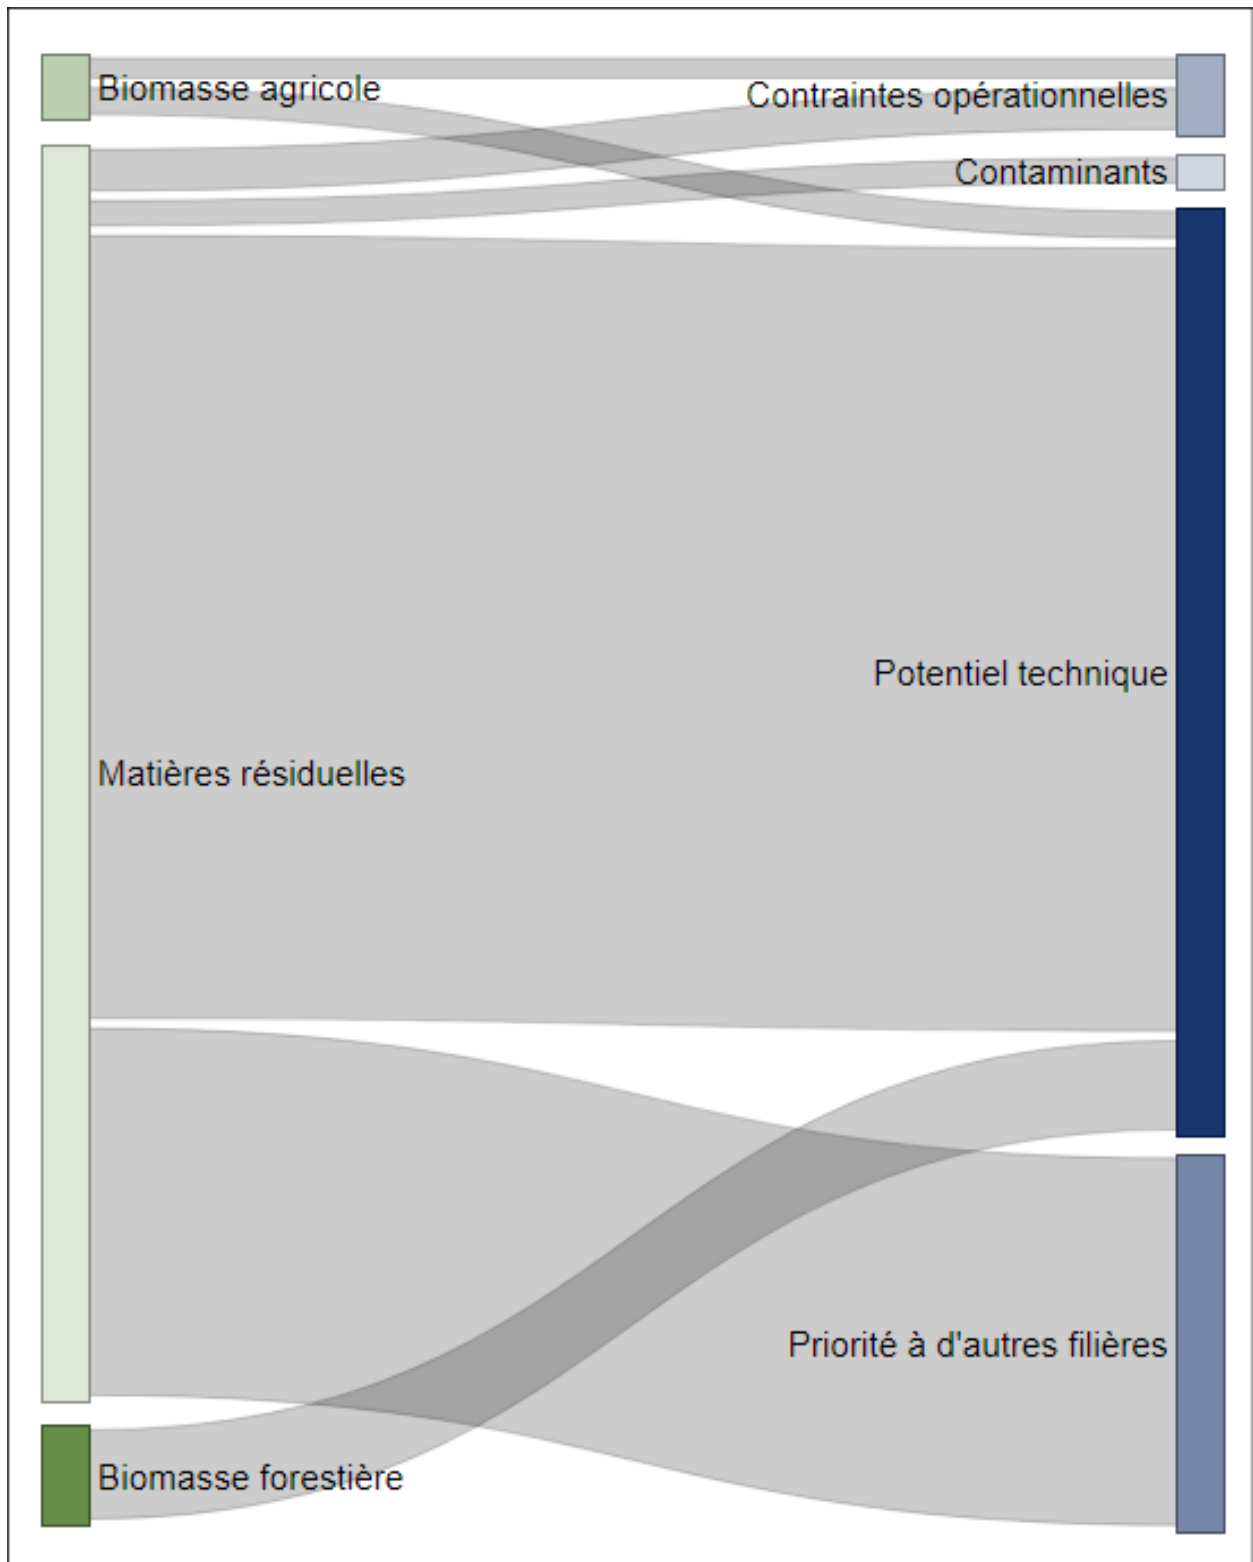 Biomasse agricole
Contraintes opérationnelles
Contaminants
Potentiel technique
Matières résiduelles
Priorité à d'autres filières
Biomasse forestière